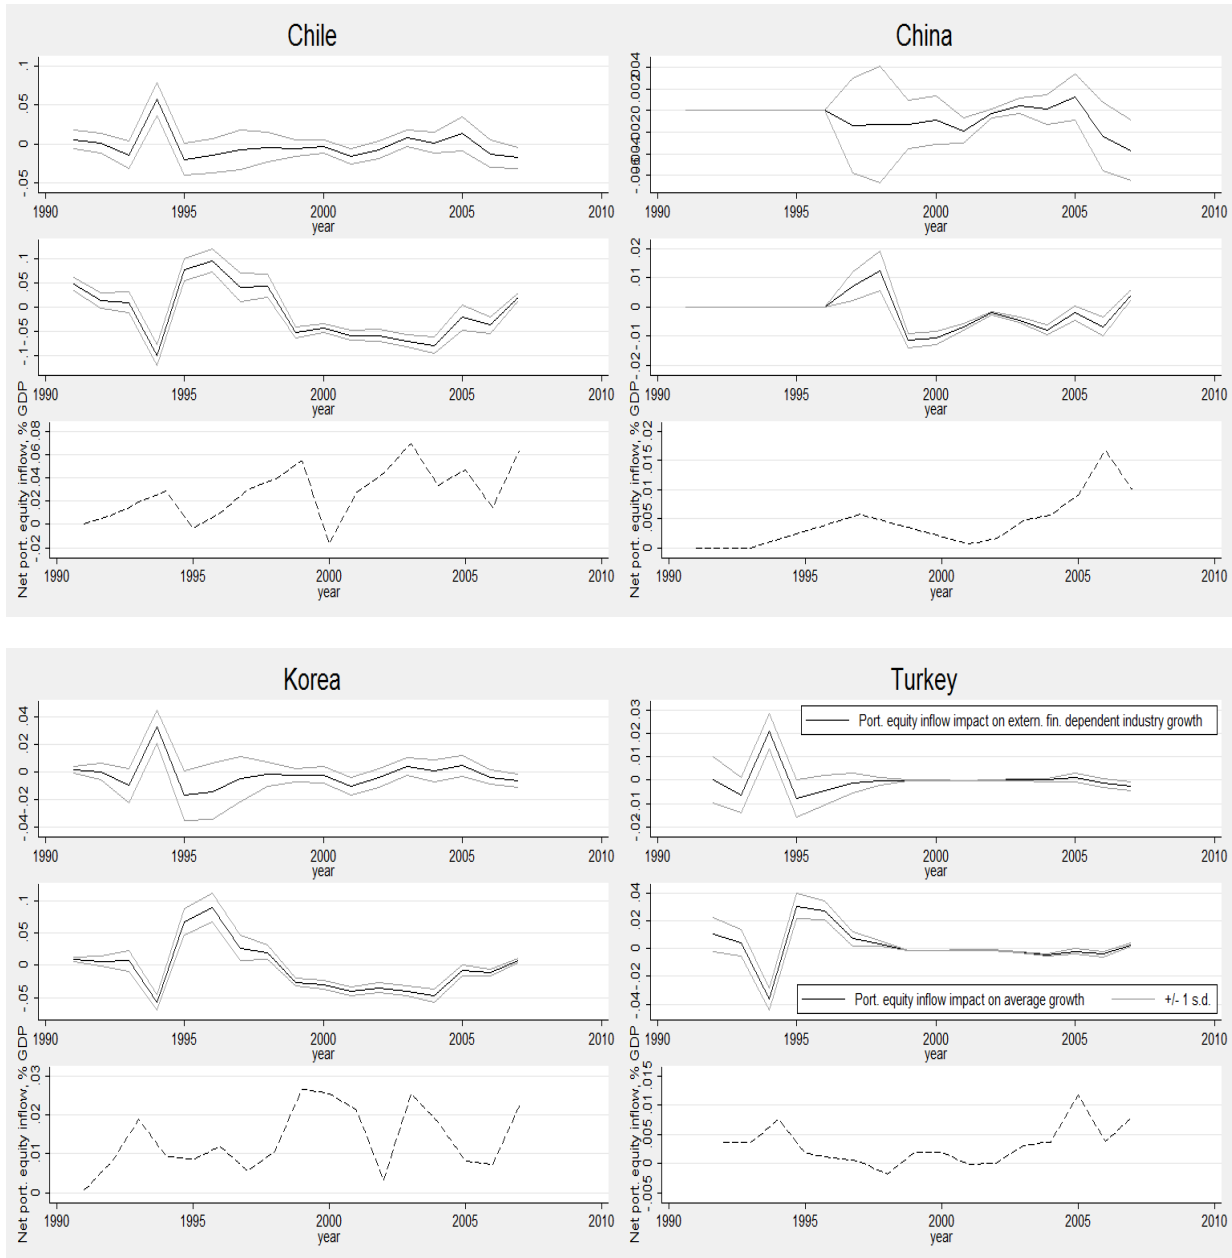 Chile
-.05 0 .05 .1
1990 1995 2000 2005 2010
year
-.1 -.05 0 .05 .1
1990 1995 2000 2005 2010
year
Net port. equity inflow, % GDP
-.02 0 .02 .04 .06 .08
1990 1995 2000 2005 2010
year
China
-.002 0 .002 .004
1990 1995 2000 2005 2010
year
-.02 -.01 0 .01 .02
1990 1995 2000 2005 2010
year
Net port. equity inflow, % GDP
0 .005 .01 .015 .02
1990 1995 2000 2005 2010
year
Korea
-.04 -.02 0 .02 .04
1990 1995 2000 2005 2010
year
-.05 0 .05 .1
1990 1995 2000 2005 2010
year
Net port. equity inflow, % GDP
0 .01 .02 .03
1990 1995 2000 2005 2010
year
Turkey
-.02 -.01 0 .01 .02 .03
Port. equity inflow impact on extern. fin. dependent industry growth
1990 1995 2000 2005 2010
year
-.04 -.02 0 .02 .04
Port. equity inflow impact on average growth +/- 1 s.d.
1990 1995 2000 2005 2010
year
Net port. equity inflow, % GDP
-.005 0 .005 .01 .015
1990 1995 2000 2005 2010
year